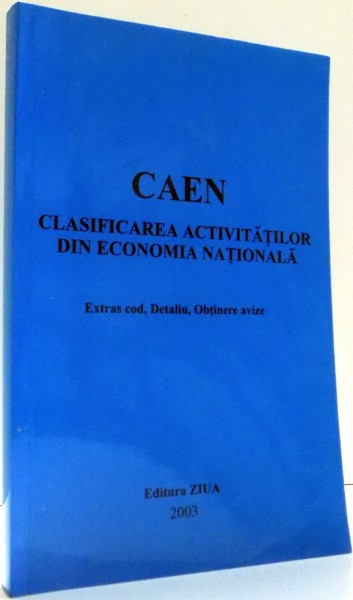 CAEN
CLASIFICAREA ACTIVITĂȚILOR
DIN ECONOMIA NAȚIONALĂ
Extras cod, Detaliu, Obținere avize
Editura ZIUA
2003